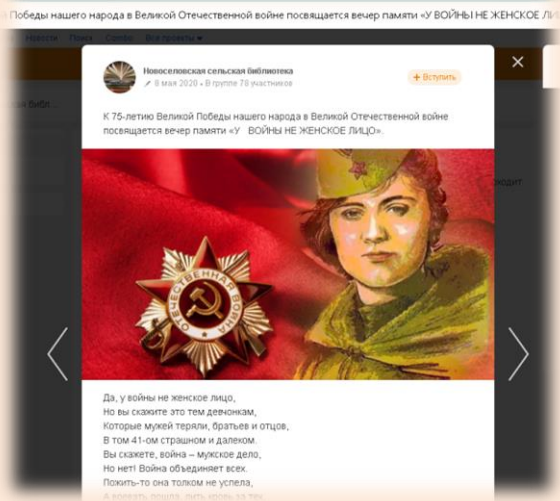 Победы нашего народа в Великой Отечественной войне посвящается вечер памяти «У ВОЙНЫ НЕ ЖЕНСКОЕ
Новости Поиск Все проекты
Новоселовская сельская библиотека
8 мая 2020 • В группе 78 участников
+ Вступить
К 75-летию Великой Победы нашего народа в Великой Отечественной войне
посвящается вечер памяти «У ВОЙНЫ НЕ ЖЕНСКОЕ ЛИЦО».
ОТЕЧЕСТВЕННАЯ ВОЙНА
Да, у войны не женское лицо,
Но вы скажите это тем девчонкам,
Которые мужей теряли, братьев и отцов,
В том 41-ом страшном и далеком.
Вы скажете, война – мужское дело,
Но нет! Война объединяет всех.
Пожить-то она толком не успела,